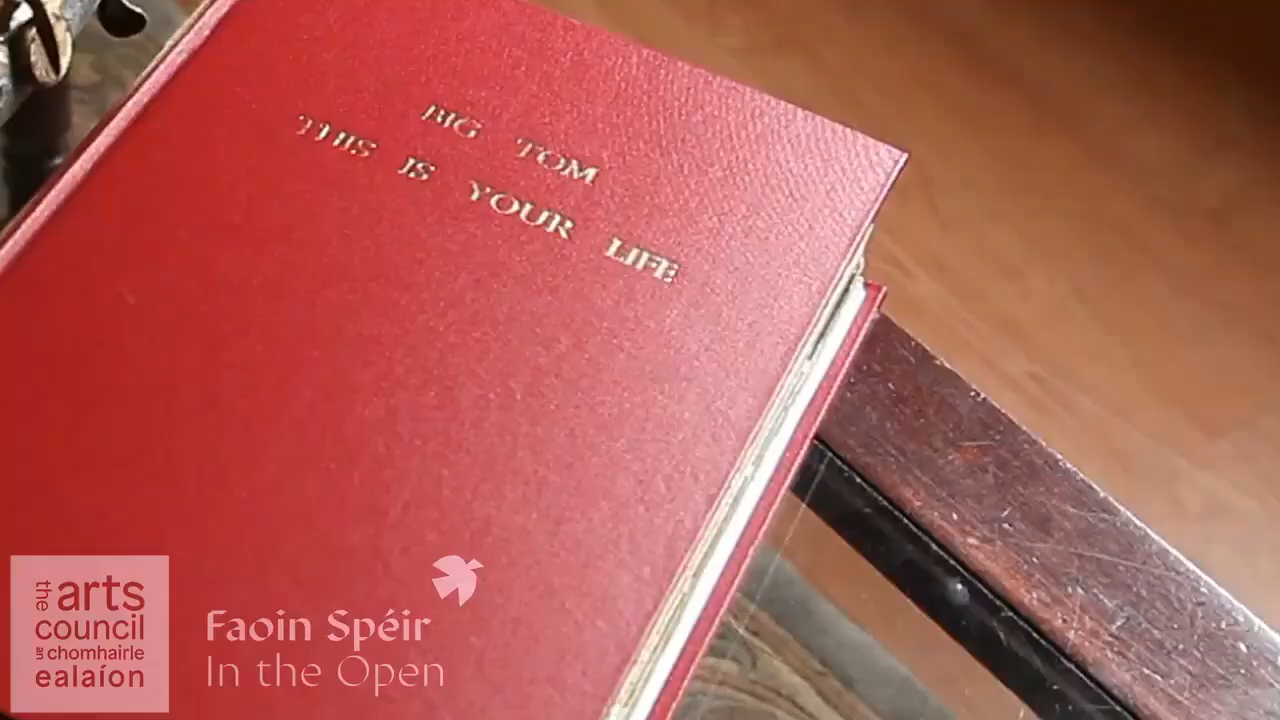 BIG TOM
THIS IS YOUR LIFE
the arts
council
an chomhairle
ealaíon
Faoin Spéir
In the Open